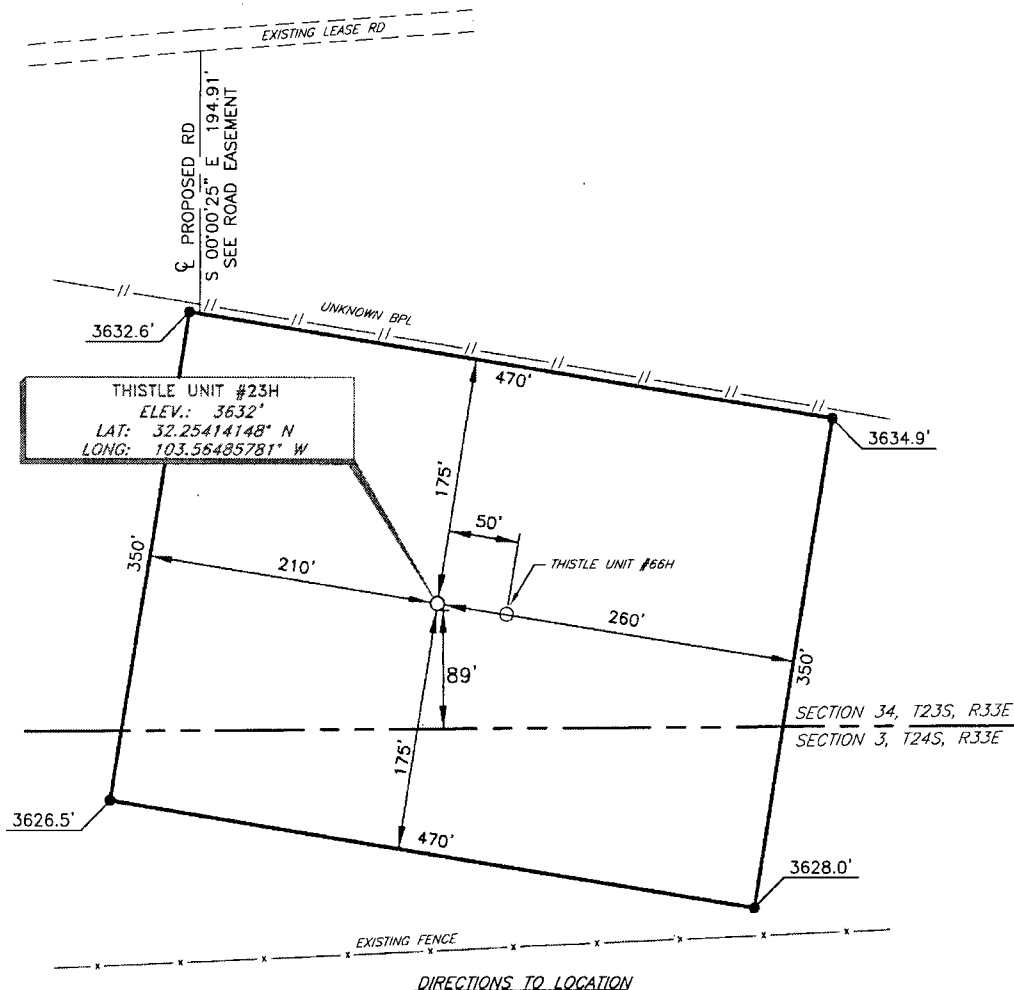 EXISTING LEASE RD
℄ PROPOSED RD
S 00°00'25" E 194.91'
SEE ROAD EASEMENT
UNKNOWN BPL
3632.6'
470'
3634.9'
THISTLE UNIT #23H
ELEV.: 3632'
LAT: 32.25414148° N
LONG: 103.56485781° W
175'
50'
THISTLE UNIT #66H
350'
210'
260'
350'
89'
SECTION 34, T23S, R33E
SECTION 3, T24S, R33E
175'
3626.5'
470'
3628.0'
EXISTING FENCE
DIRECTIONS TO LOCATION